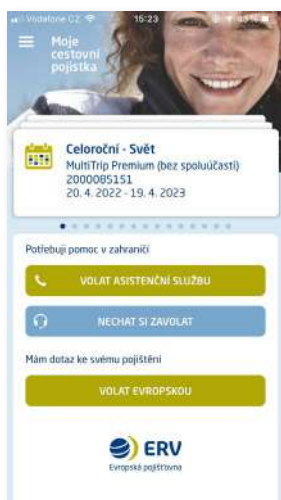 Vodafone CZ 15:23
Moje
cestovní
pojistka
Celoroční - Svět
MultiTrip Premium (bez spoluúčasti)
2000085151
20. 4. 2022 - 19. 4. 2023
Potřebuji pomoc v zahraničí
VOLAT ASISTENČNÍ SLUŽBU
NECHAT SI ZAVOLAT
Mám dotaz ke svému pojištění
VOLAT EVROPSKOU
ERV
Evropská pojišťovna